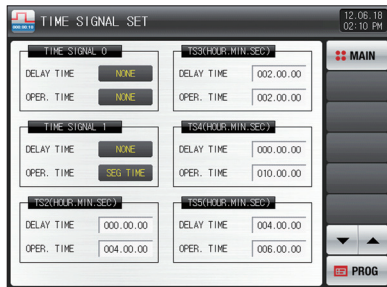 TIME SIGNAL SET
12.06.18
02:10 PM
TIME SIGNAL 0
DELAY TIME NONE
OPER. TIME NONE
TIME SIGNAL 1
DELAY TIME NONE
OPER. TIME SEG TIME
TS2(HOUR.MIN.SEC)
DELAY TIME 000.00.00
OPER. TIME 004.00.00
TS3(HOUR.MIN.SEC)
DELAY TIME 002.00.00
OPER. TIME 002.00.00
TS4(HOUR.MIN.SEC)
DELAY TIME 000.00.00
OPER. TIME 010.00.00
TS5(HOUR.MIN.SEC)
DELAY TIME 004.00.00
OPER. TIME 006.00.00
MAIN
PROG